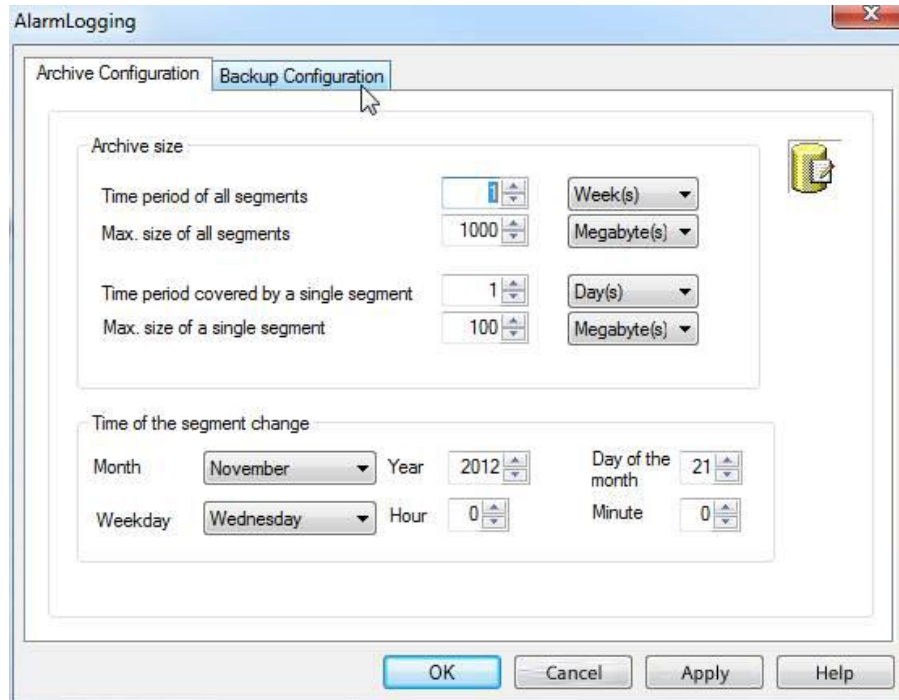 AlarmLogging
Archive Configuration Backup Configuration
Archive size
Time period of all segments 1 Week(s)
Max. size of all segments 1000 Megabyte(s)
Time period covered by a single segment 1 Day(s)
Max. size of a single segment 100 Megabyte(s)
Time of the segment change
Month November Year 2012 Day of the
month 21
Weekday Wednesday Hour 0 Minute 0
OK Cancel Apply Help